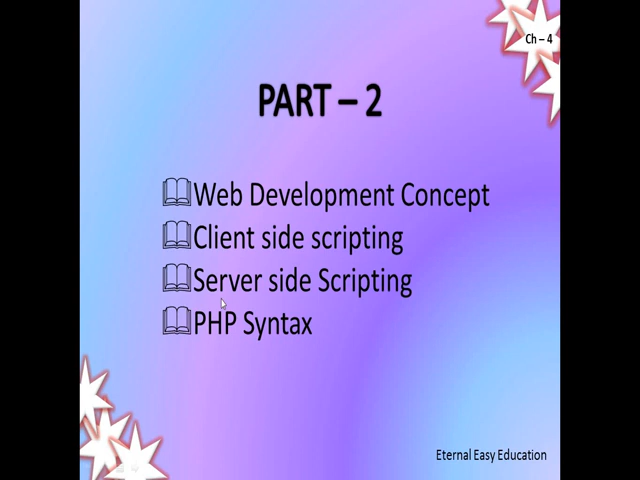 Ch – 4
PART – 2
Web Development Concept
Client side scripting
Server side Scripting
PHP Syntax
Eternal Easy Education